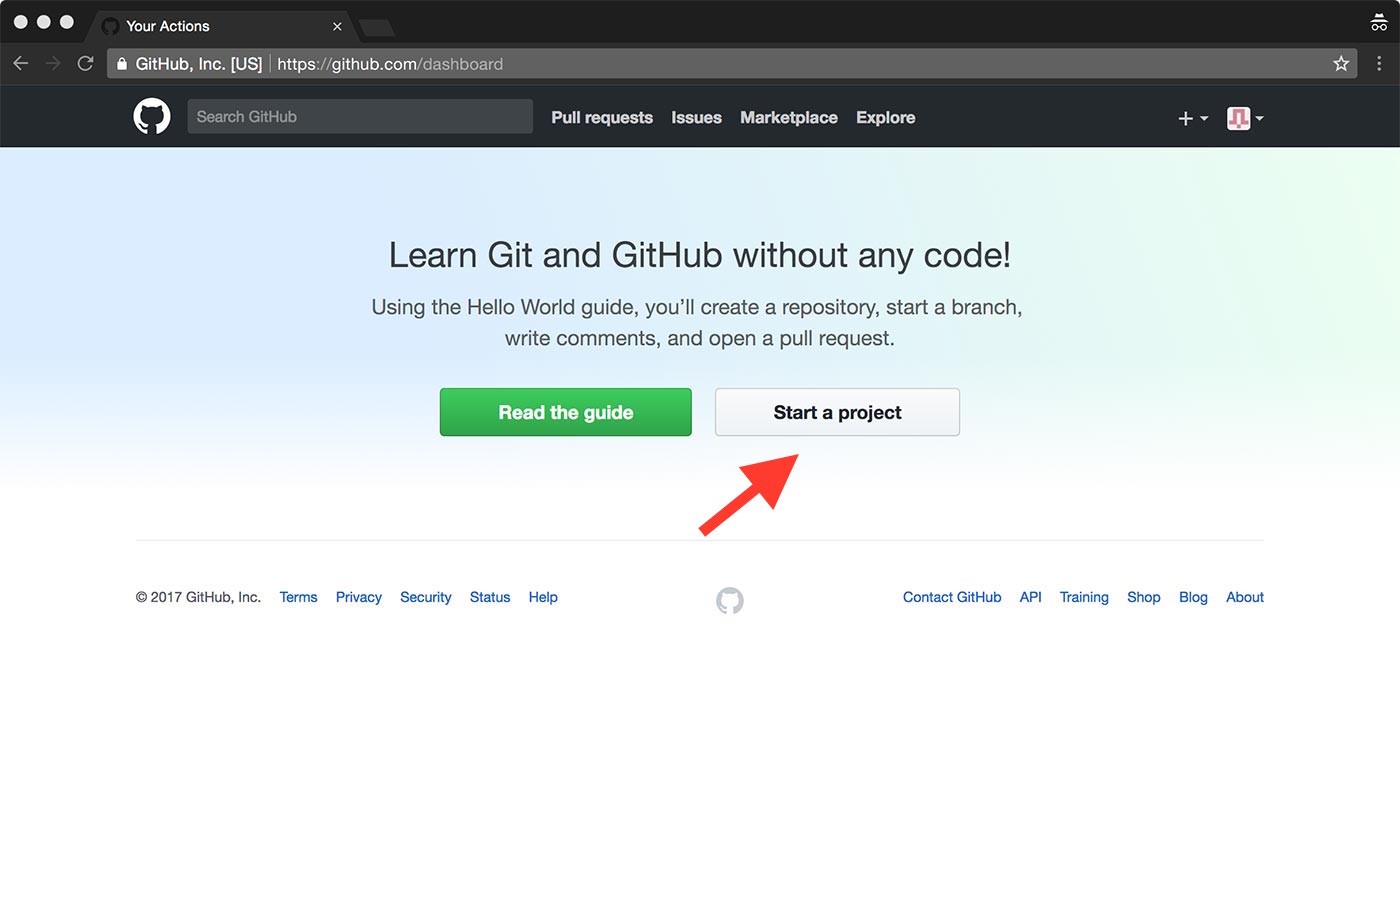 Your Actions
GitHub, Inc. [US] https://github.com/dashboard
Search GitHub Pull requests Issues Marketplace Explore
Learn Git and GitHub without any code!
Using the Hello World guide, you’ll create a repository, start a branch,
write comments, and open a pull request.
Read the guide Start a project
© 2017 GitHub, Inc. Terms Privacy Security Status Help Contact GitHub API Training Shop Blog About